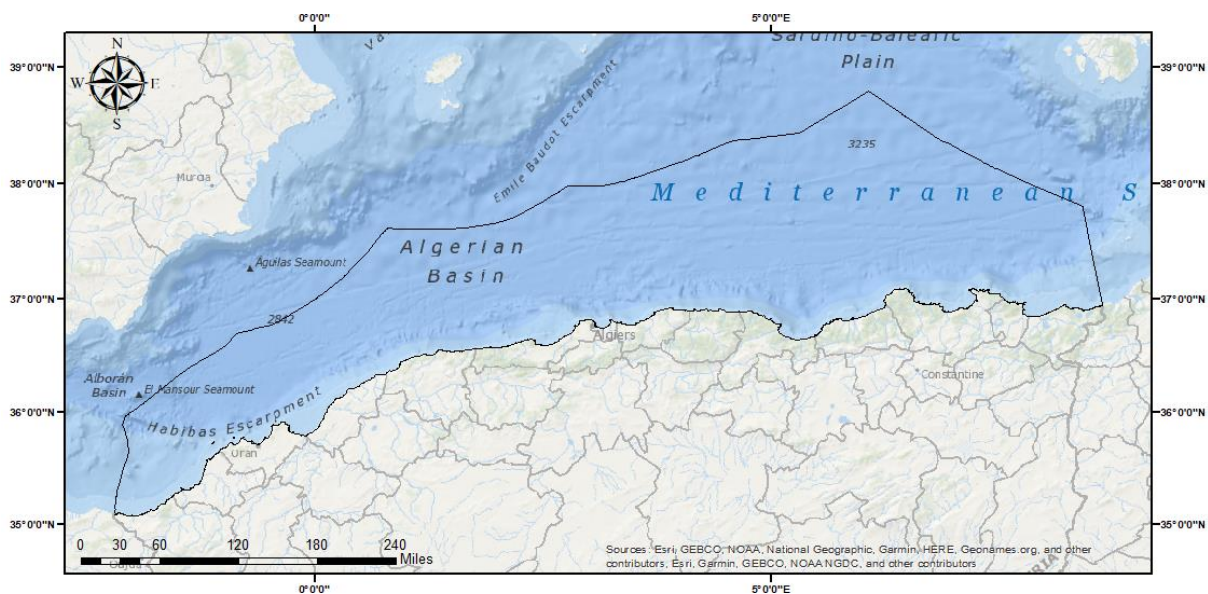 0°0'0" 5°0'0"E
Sardino-Balearic
Plain
39°0'0"N 39°0'0"N
N
W E
S
Va
Emile Baudot Escarpment
3235
Murcia
38°0'0"N 38°0'0"N
Mediterranean S
Algerian
Basin
Águilas Seamount
37°0'0"N 37°0'0"N
2842
Algiers
Alborán
Basin
El Mansour Seamount
Constantine
36°0'0"N 36°0'0"N
Habibas Escarpment
Oran
35°0'0"N 35°0'0"N
0 30 60 120 180 240
Miles
Oujda
Sources: Esri, GEBCO, NOAA, National Geographic, Garmin, HERE, Geonames.org, and other
contributors, Esri, Garmin, GEBCO, NOAA NGDC, and other contributors
RIA
0°0'0" 5°0'0"E